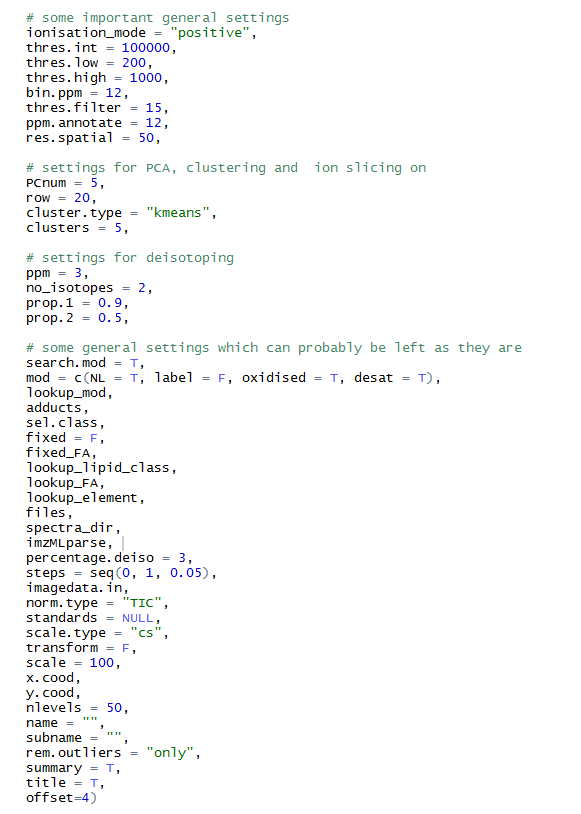 # some important general settings
ionisation_mode = "positive",
thres.int = 100000,
thres.low = 200,
thres.high = 1000,
bin.ppm = 12,
thres.filter = 15,
ppm.annotate = 12,
res.spatial = 50,
# settings for PCA, clustering and  ion slicing on
PCnum = 5,
row = 20,
cluster.type = "kmeans",
clusters = 5,
# settings for deisotoping
ppm = 3,
no_isotopes = 2,
prop.1 = 0.9,
prop.2 = 0.5,
# some general settings which can probably be left as they are
search.mod = T,
mod = c(NL = T, label = F, oxidised = T, desat = T),
lookup_mod,
adducts,
sel.class,
fixed = F,
fixed_FA,
lookup_lipid_class,
lookup_FA,
lookup_element,
files,
spectra_dir,
imzMLparse,
percentage.deiso = 3,
steps = seq(0, 1, 0.05),
imagedata.in,
norm.type = "TIC",
standards = NULL,
scale.type = "cs",
transform = F,
scale = 100,
x.cood,
y.cood,
nlevels = 50,
name = "",
subname = "",
rem.outliers = "only",
summary = T,
title = T,
offset=4)